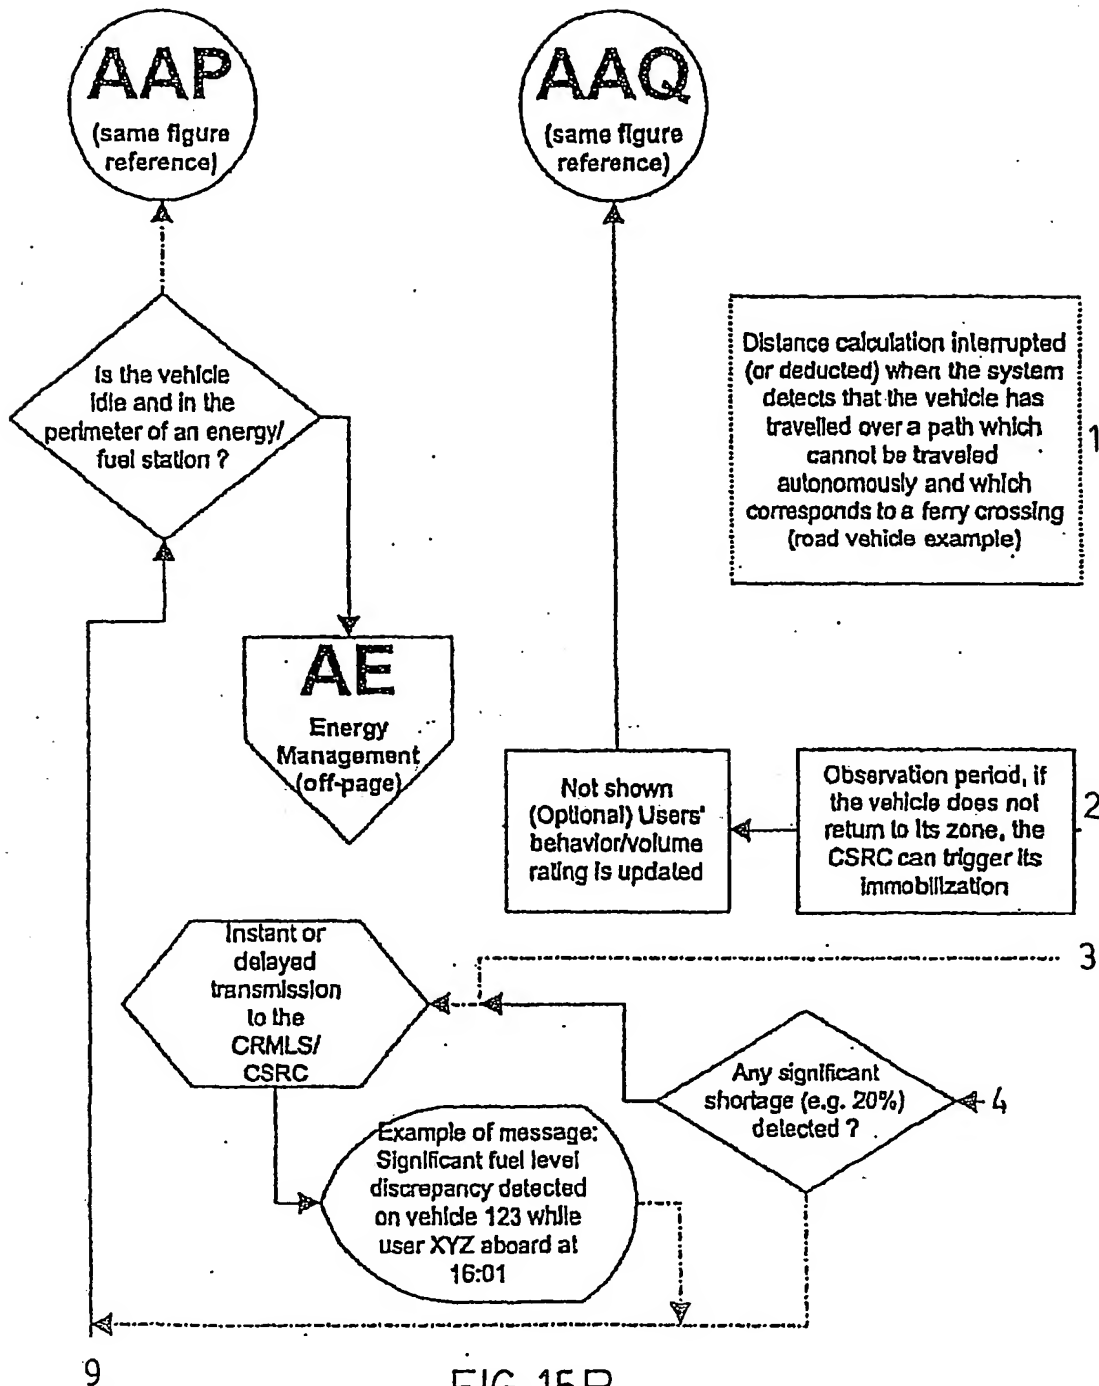 AAP
(same figure
reference)
AAQ
(same figure
reference)
Is the vehicle
idle and in the
perimeter of an energy/
fuel station ?
Distance calculation interrupted
(or deducted) when the system
detects that the vehicle has
travelled over a path which
cannot be traveled
autonomously and which
corresponds to a ferry crossing
(road vehicle example)
1
AE
Energy
Management
(off-page)
Not shown
(Optional) Users'
behavior/volume
rating is updated
Observation period, if
the vehicle does not
return to its zone, the
CSRC can trigger its
immobilization
2
Instant or
delayed
transmission
to the
CRMLS/
CSRC
3
Any significant
shortage (e.g. 20%)
detected ?
4
Example of message:
Significant fuel level
discrepancy detected
on vehicle 123 while
user XYZ aboard at
16:01
9